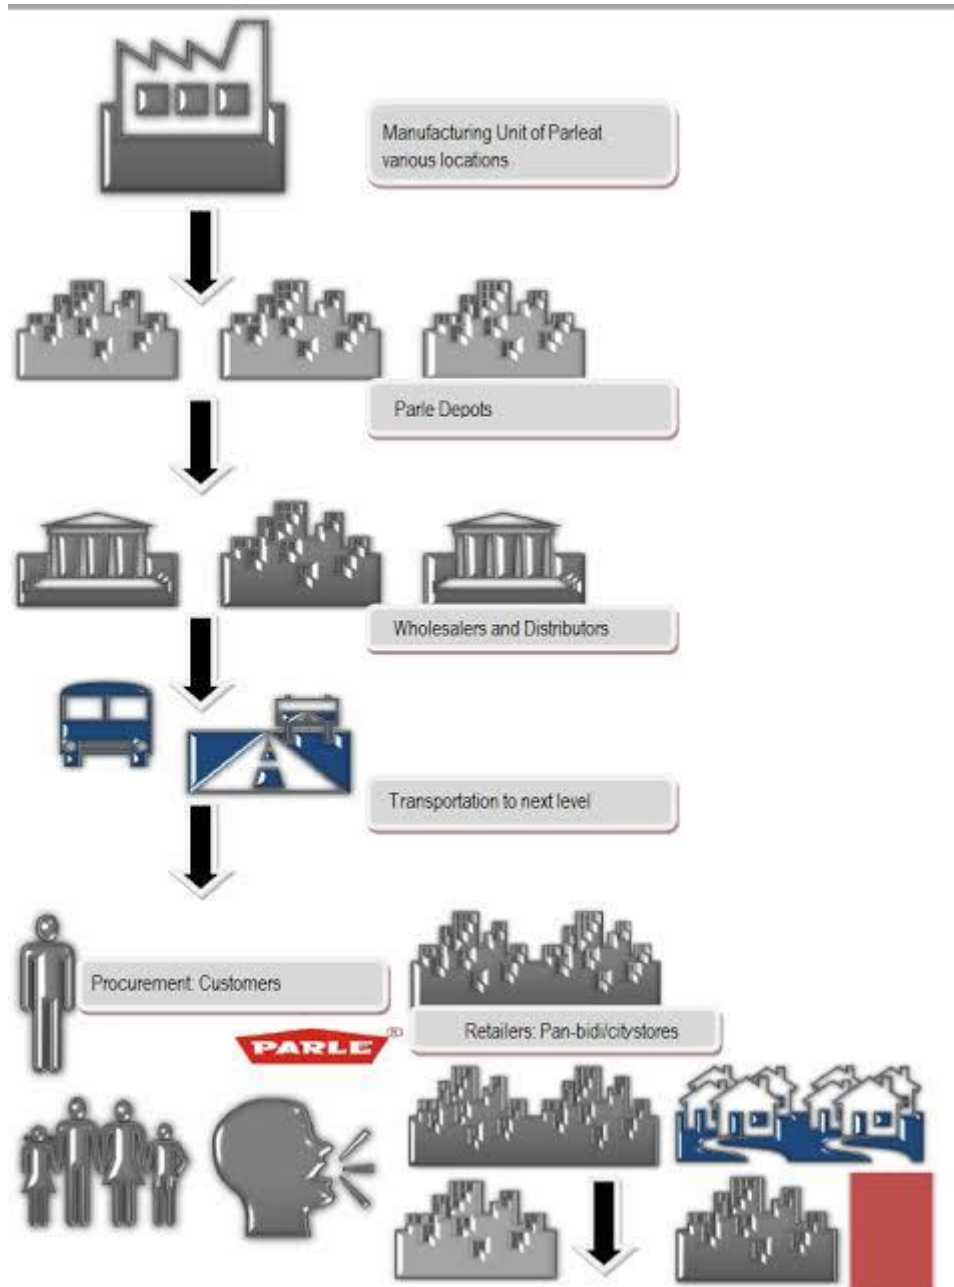 Manufacturing Unit of Parleat
various locations
Parle Depots
Wholesalers and Distributors
Transportation to next level
Procurement: Customers
PARLE®
Retailers: Pan-bidi/citystores